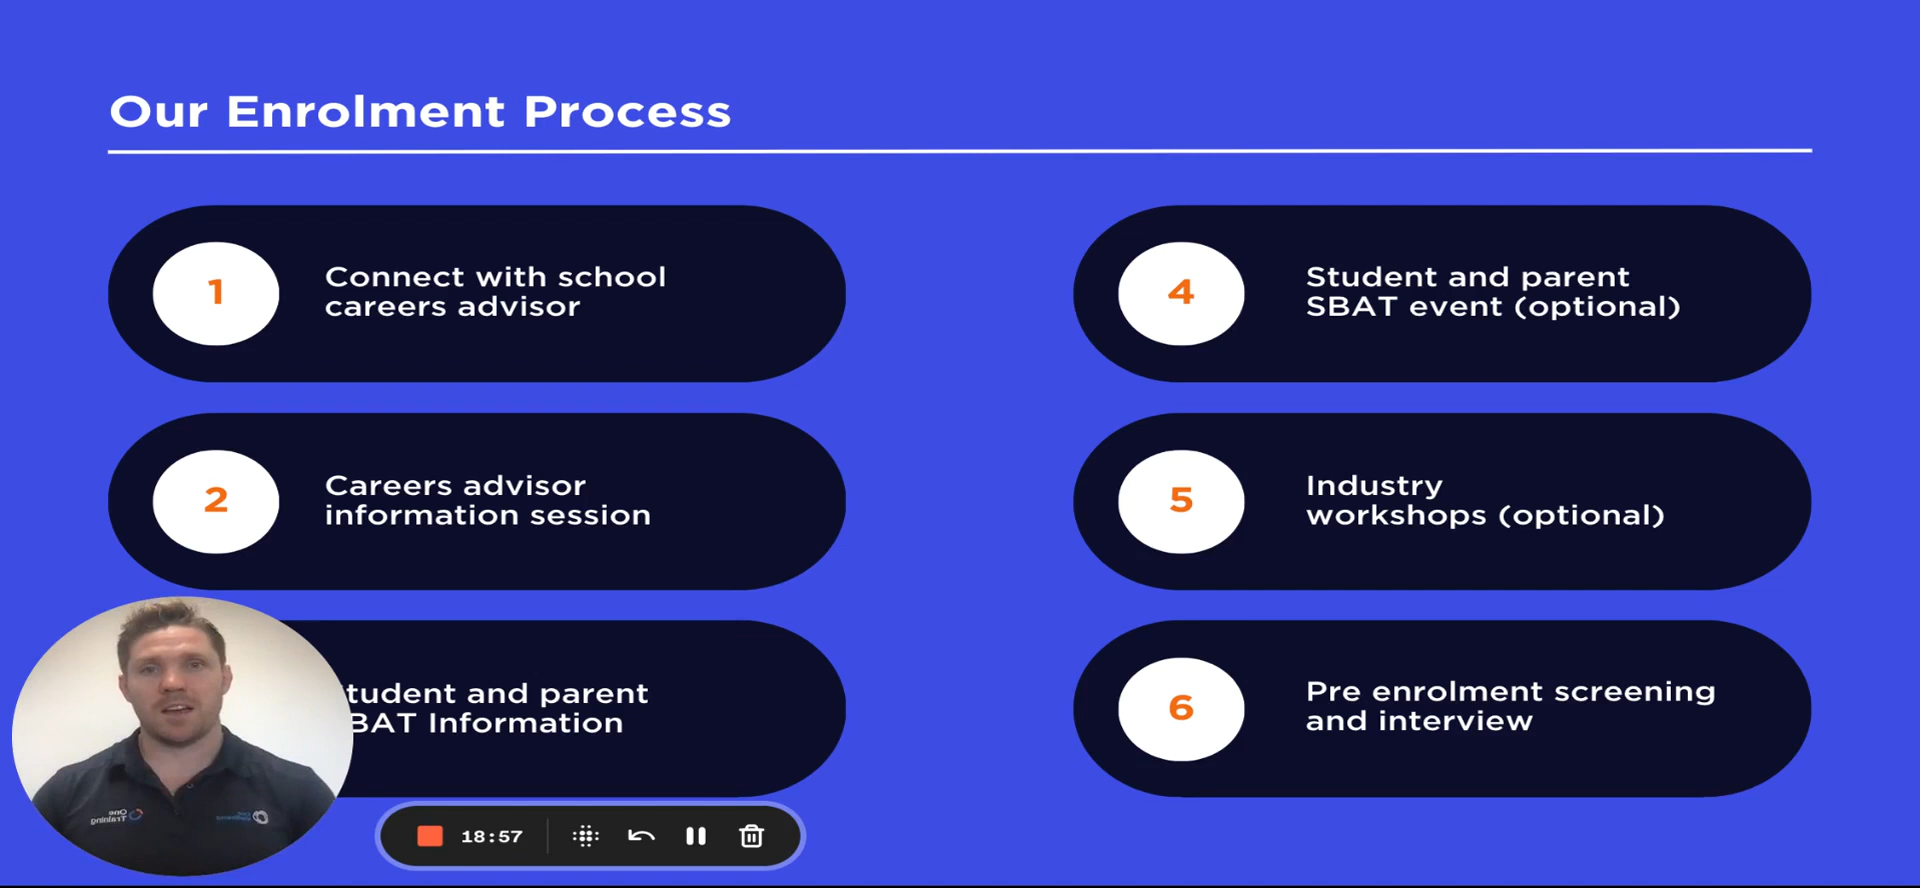 Our Enrolment Process
1
Connect with school
careers advisor
2
Careers advisor
information session
tudent and parent
BAT Information
4
Student and parent
SBAT event (optional)
5
Industry
workshops (optional)
6
Pre enrolment screening
and interview
One
Training
18:57